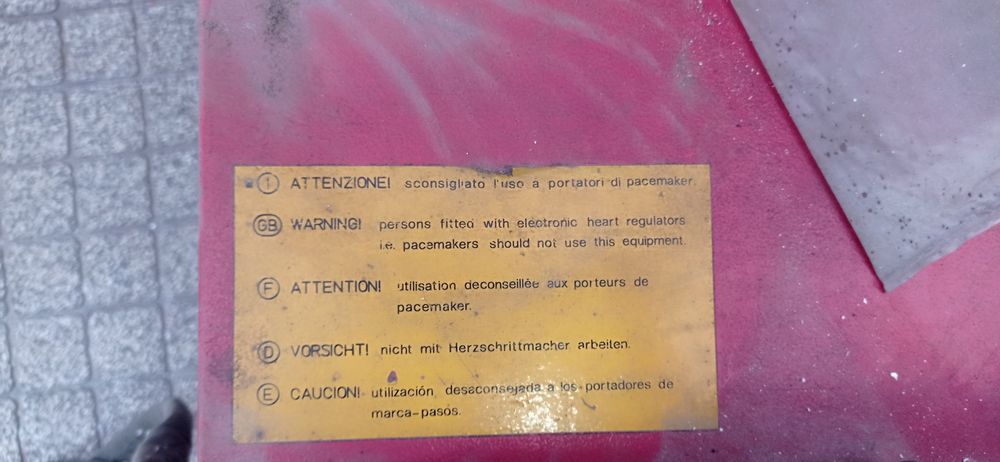 I ATTENZIONE! sconsigliato l'uso a portatori di pacemaker.
GB WARNING! persons fitted with electronic heart regulators
i.e. pacemakers should not use this equipment.
F ATTENTION! utilisation deconseillée aux porteurs de
pacemaker.
D VORSICHT! nicht mit Herzschrittmacher arbeiten.
E CAUCION! utilización desaconsejada a los portadores de
marca-pasos.